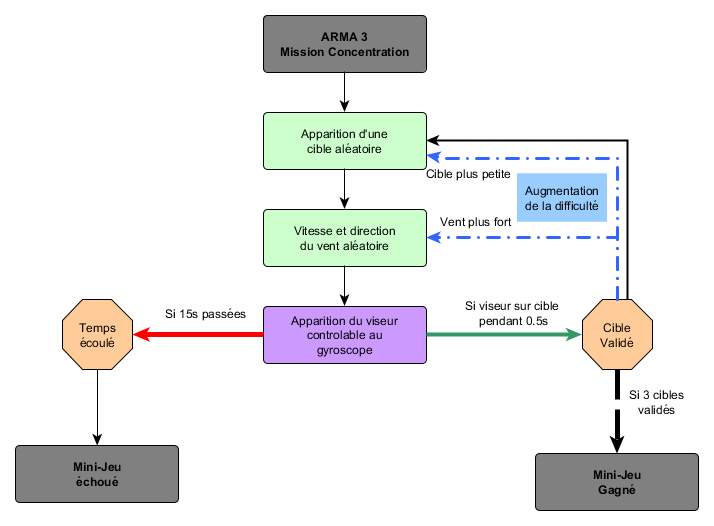 ARMA 3
Mission Concentration
Apparition d'une
cible aléatoire
Cible plus petite
Augmentation
de la difficulté
Vent plus fort
Vitesse et direction
du vent aléatoire
Si 15s passées
Si viseur sur cible
pendant 0.5s
Temps
écoulé
Apparition du viseur
controlable au
gyroscope
Cible
Validé
Si 3 cibles
validés
Mini-Jeu
échoué
Mini-Jeu
Gagné